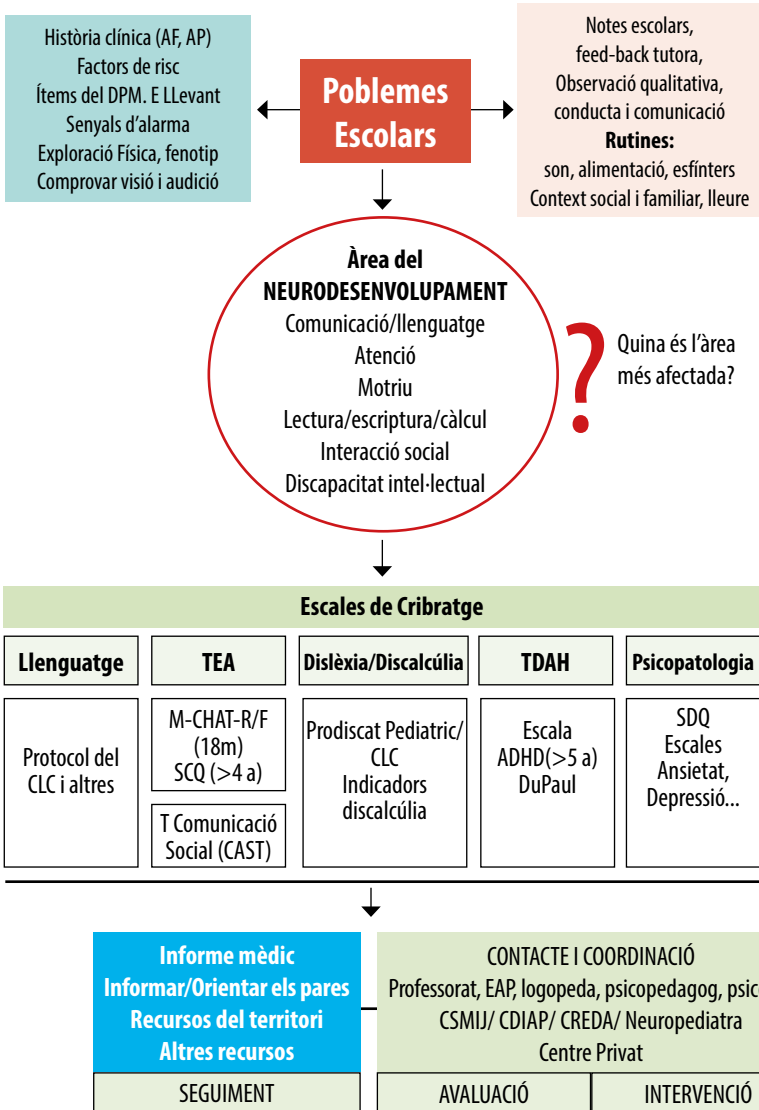 Història clínica (AF, AP)
Factors de risc
Ítems del DPM. E LLevant
Senyals d'alarma
Exploració Física, fenotip
Comprovar visió i audició
Poblemes
Escolars
Notes escolars,
feed-back tutora,
Observació qualitativa,
conducta i comunicació
Rutines:
son, alimentació, esfínters
Context social i familiar, lleure
Àrea del
NEURODESENVOLUPAMENT
Comunicació/llenguatge
Atenció
Motriu
Lectura/escriptura/càlcul
Interacció social
Discapacitat intel·lectual
?
Quina és l'àrea
més afectada?
Escales de Cribratge
Llenguatge
TEA
Dislèxia/Discalcúlia
TDAH
Psicopatologia
Protocol del
CLC i altres
M-CHAT-R/F
(18m)
SCQ (>4 a)
T Comunicació
Social (CAST)
Prodiscat Pediatric/
CLC
Indicadors
discalcúlia
Escala
ADHD(>5 a)
DuPaul
SDQ
Escales
Ansietat,
Depressió...
Informe mèdic
Informar/Orientar els pares
Recursos del territori
Altres recursos
CONTACTE I COORDINACIÓ
Professorat, EAP, logopeda, psicopedagog,
CSMIJ/ CDIAP/ CREDA/ Neuropediatra
Centre Privat
SEGUIMENT
AVALUACIÓ
INTERVENCIÓ